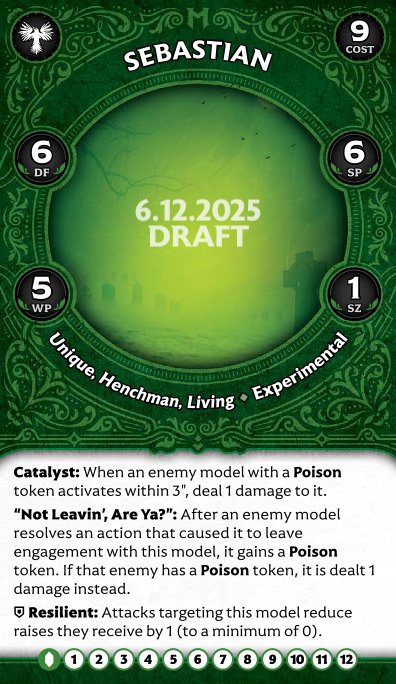 SEBASTIAN
9
COST
6
DF
6
SP
6.12.2025
DRAFT
5
WP
1
SZ
Unique, Henchman, Living ♦ Experimental
Catalyst: When an enemy model with a Poison
token activates within 3", deal 1 damage to it.
“Not Leavin’, Are Ya?”: After an enemy model
resolves an action that caused it to leave
engagement with this model, it gains a Poison
token. If that enemy has a Poison token, it is dealt 1
damage instead.
Resilient: Attacks targeting this model reduce
raises they receive by 1 (to a minimum of 0).
1 2 3 4 5 6 7 8 9 10 11 12